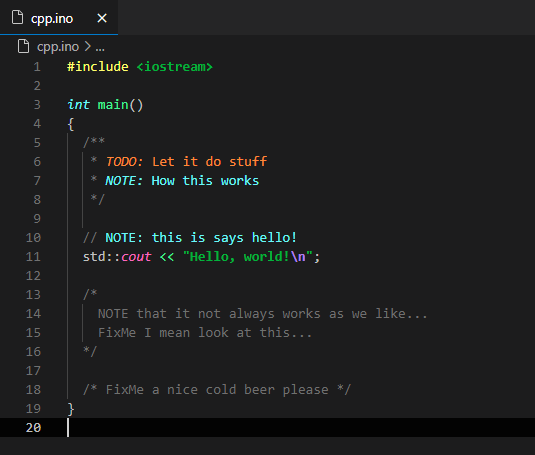 cpp.ino ×
cpp.ino > ...
1 #include <iostream>
2
3 int main()
4 {
5 /**
6 * TODO: Let it do stuff
7 * NOTE: How this works
8 */
9
10 // NOTE: this is says hello!
11 std::cout << "Hello, world!\n";
12
13 /*
14 NOTE that it not always works as we like...
15 FixMe I mean look at this...
16 */
17
18 /* FixMe a nice cold beer please */
19 }
20